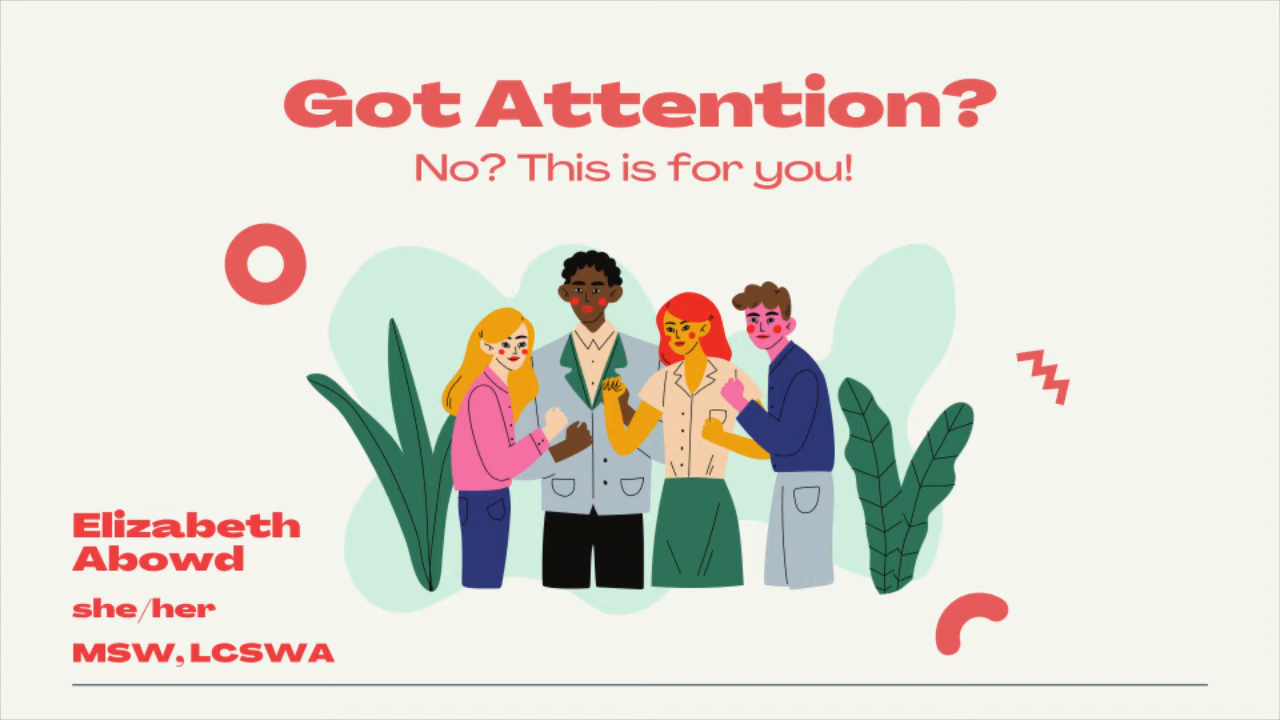 Got Attention?
No? This is for you!
Elizabeth
Abowd
she/her
MSW, LCSWA